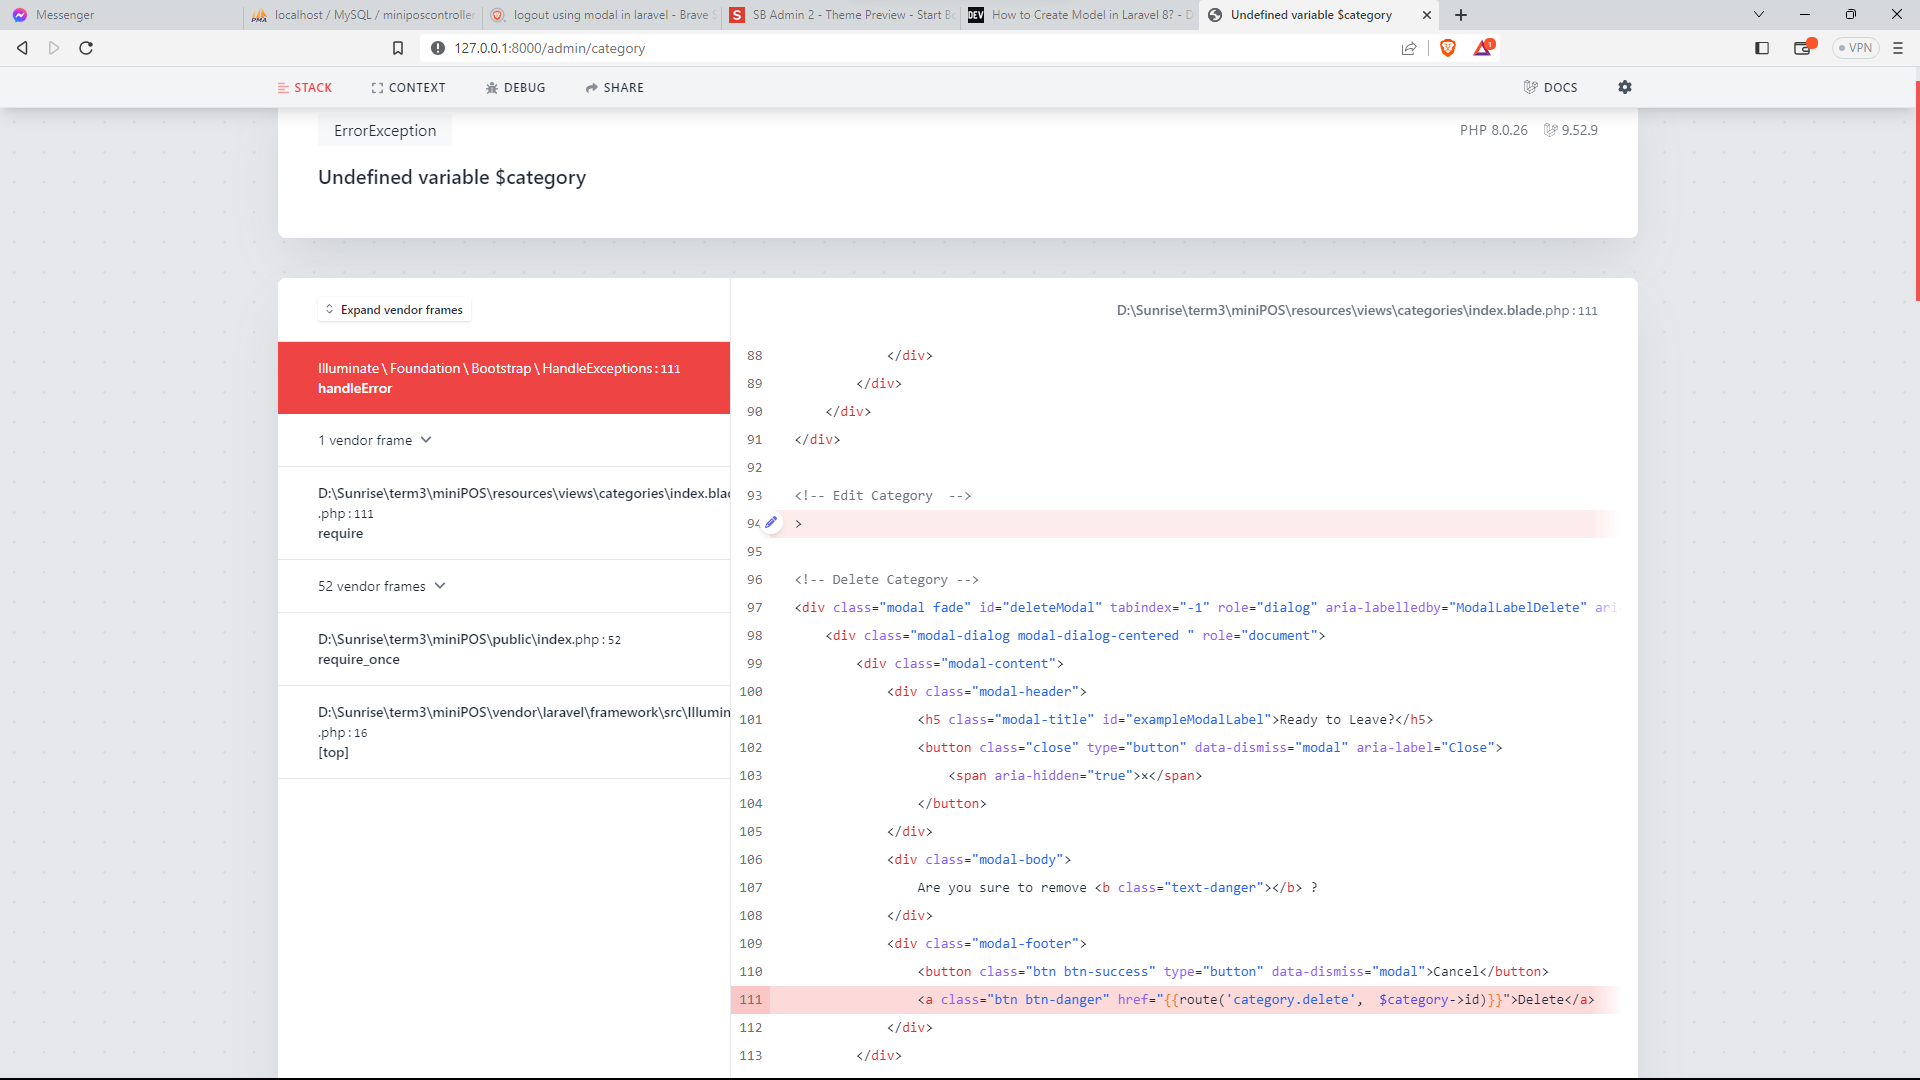 Messenger
localhost / MySQL / miniposcontroller
logout using modal in laravel - Brave S
SB Admin 2 - Theme Preview - Start Bo
How to Create Model in Laravel 8? - D
Undefined variable $category
127.0.0.1:8000/admin/category
1
VPN
STACK
CONTEXT
DEBUG
SHARE
DOCS
ErrorException
PHP 8.0.26
9.52.9
Undefined variable $category
Expand vendor frames
Illuminate\Foundation\Bootstrap\HandleExceptions:111
handleError
1 vendor frame
D:\Sunrise\term3\miniPOS\resources\views\categories\index.blad
.php:111
require
52 vendor frames
D:\Sunrise\term3\miniPOS\public\index.php:52
require_once
D:\Sunrise\term3\miniPOS\vendor\laravel\framework\src\Illumin
.php:16
[top]
D:\Sunrise\term3\miniPOS\resources\views\categories\index.blade.php:111
88 </div>
89 </div>
90 </div>
91 </div>
92
93 <!-- Edit Category  -->
94 >
95
96 <!-- Delete Category -->
97 <div class="modal fade" id="deleteModal" tabindex="-1" role="dialog" aria-labelledby="ModalLabelDelete" ari
98 <div class="modal-dialog modal-dialog-centered " role="document">
99 <div class="modal-content">
100 <div class="modal-header">
101 <h5 class="modal-title" id="exampleModalLabel">Ready to Leave?</h5>
102 <button class="close" type="button" data-dismiss="modal" aria-label="Close">
103 <span aria-hidden="true">×</span>
104 </button>
105 </div>
106 <div class="modal-body">
107 Are you sure to remove <b class="text-danger"></b> ?
108 </div>
109 <div class="modal-footer">
110 <button class="btn btn-success" type="button" data-dismiss="modal">Cancel</button>
111 <a class="btn btn-danger" href="{{route('category.delete',  $category->id)}}">Delete</a>
112 </div>
113 </div>